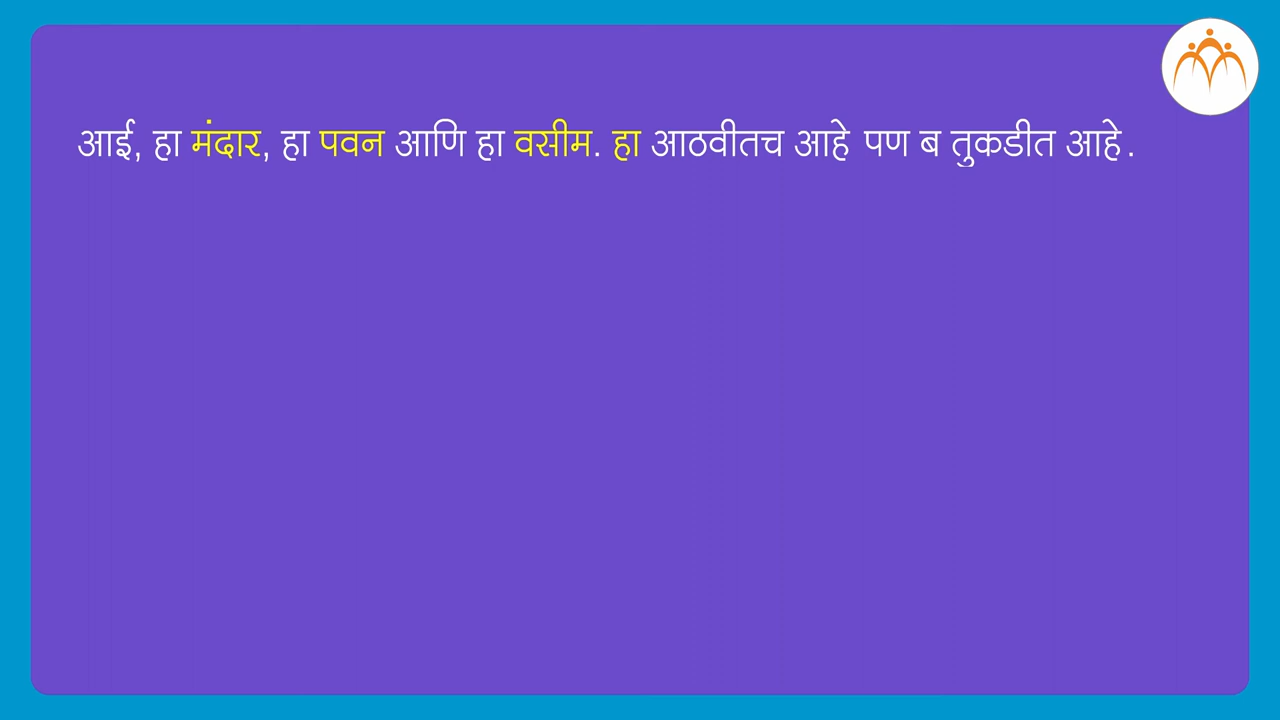 आई, हा मंदार, हा पवन आणि हा वसीम. हा आठवीतच आहे पण ब तुकडीत आहे.